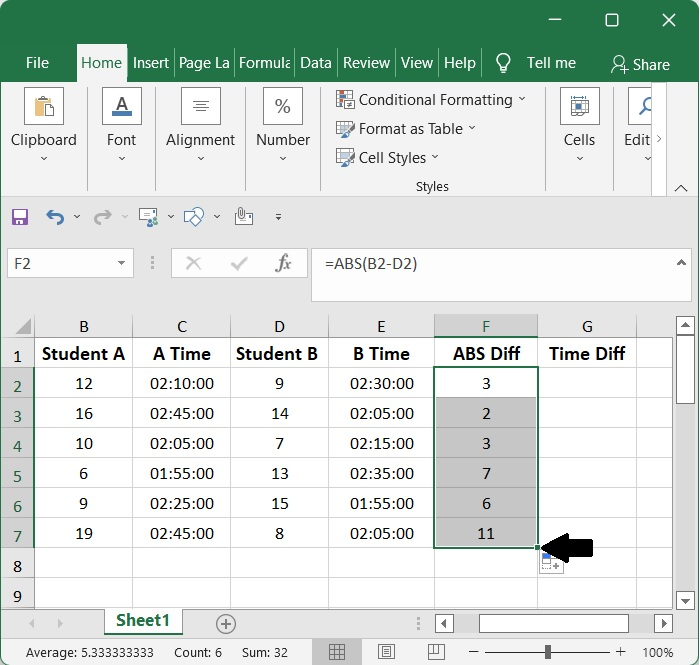 File Home Insert Page La Formula Data Review View Help Tell me Share
Clipboard Font Alignment Number
A %
Conditional Formatting
Format as Table
Cell Styles
Styles
Cells Edit
F2 fx =ABS(B2-D2)
B C D E F G
1 Student A A Time Student B B Time ABS Diff Time Diff
2 12 02:10:00 9 02:30:00 3
3 16 02:45:00 14 02:05:00 2
4 10 02:05:00 7 02:15:00 3
5 6 01:55:00 13 02:35:00 7
6 9 02:25:00 15 01:55:00 6
7 19 02:45:00 8 02:05:00 11
8
9
Sheet1
Average: 5.333333333 Count: 6 Sum: 32 100%